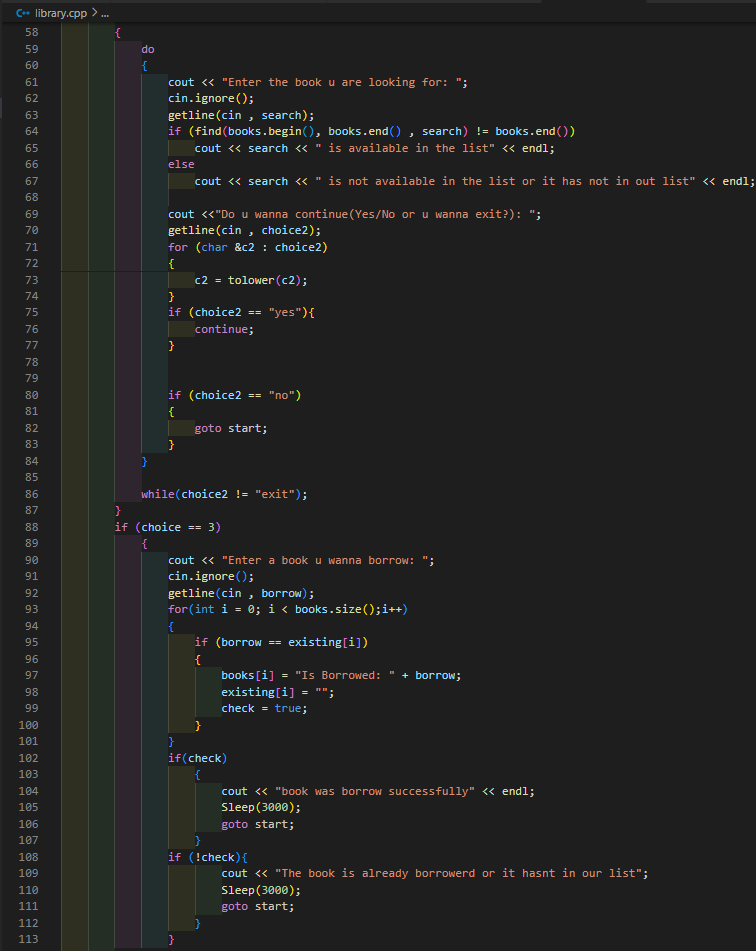 C++ library.cpp > ...
58 {
59 do
60 {
61 cout << "Enter the book u are looking for: ";
62 cin.ignore();
63 getline(cin , search);
64 if (find(books.begin(), books.end() , search) != books.end())
65 cout << search << " is available in the list" << endl;
66 else
67 cout << search << " is not available in the list or it has not in out list" << endl;
68
69 cout <<"Do u wanna continue(Yes/No or u wanna exit?): ";
70 getline(cin , choice2);
71 for (char &c2 : choice2)
72 {
73 c2 = tolower(c2);
74 }
75 if (choice2 == "yes"){
76 continue;
77 }
78
79
80 if (choice2 == "no")
81 {
82 goto start;
83 }
84 }
85
86 while(choice2 != "exit");
87 }
88 if (choice == 3)
89 {
90 cout << "Enter a book u wanna borrow: ";
91 cin.ignore();
92 getline(cin , borrow);
93 for(int i = 0; i < books.size();i++)
94 {
95 if (borrow == existing[i])
96 {
97 books[i] = "Is Borrowed: " + borrow;
98 existing[i] = "";
99 check = true;
100 }
101 }
102 if(check)
103 {
104 cout << "book was borrow successfully" << endl;
105 Sleep(3000);
106 goto start;
107 }
108 if (!check){
109 cout << "The book is already borrowerd or it hasnt in our list";
110 Sleep(3000);
111 goto start;
112 }
113 }